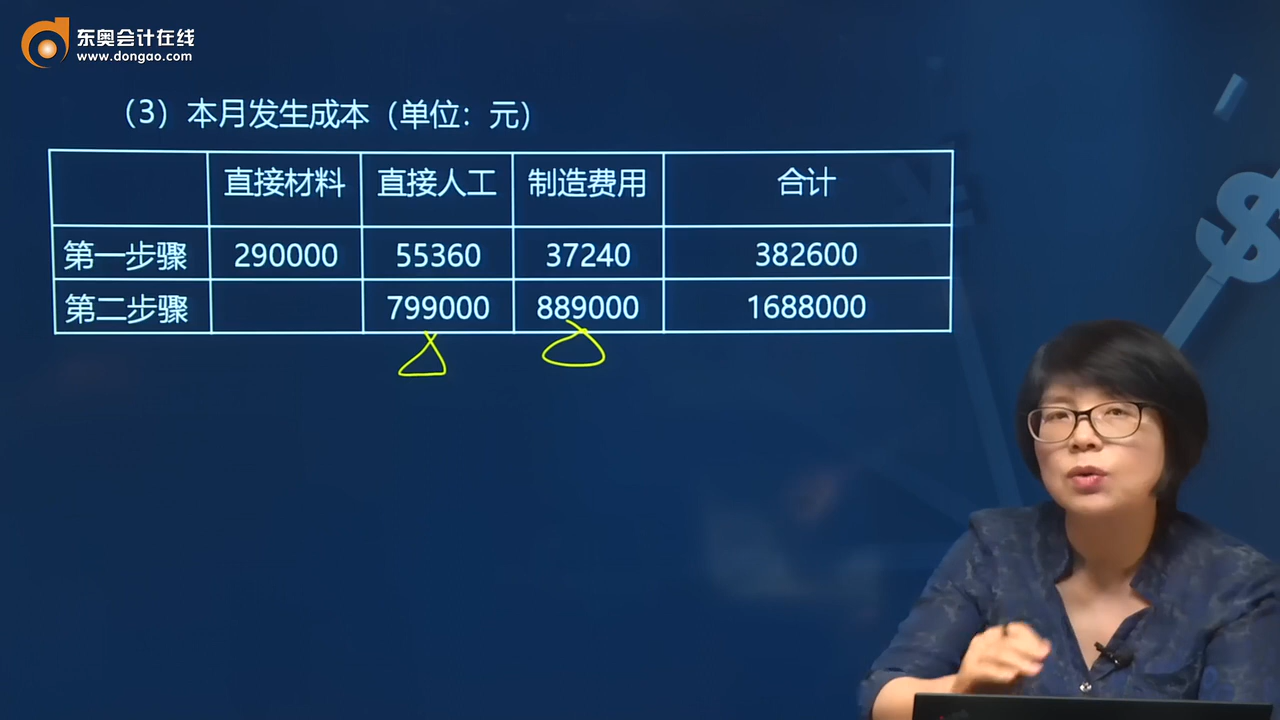 东奥会计在线
www.dongao.com
（3）本月发生成本（单位：元）
直接材料 直接人工 制造费用 合计
第一步骤 290000 55360 37240 382600
第二步骤 799000 889000 1688000